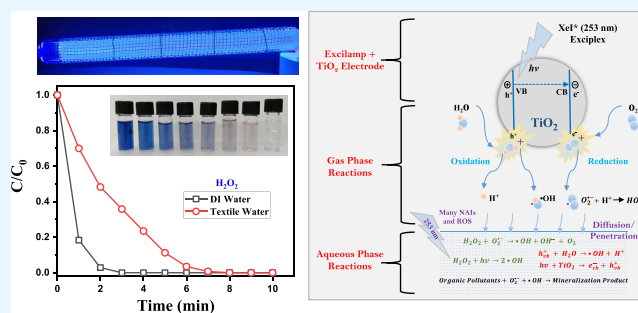 C/C₀
1.0
0.8
0.6
0.4
0.2
0.0
H₂O₂
DI Water
Textile Water
0 2 4 6 8 10
Time (min)
XeI* (253 nm)
Exciplex
Excilamp +
TiO₂ Electrode
hν
h⁺ VB CB e⁻
H₂O
TiO₂
O₂
h⁺
e⁻
Oxidation
Reduction
Gas Phase
Reactions
H⁺
•OH
O₂•⁻ + H⁺ → HO
Many NAIs
and ROS
Diffusion/
Penetration
253 nm
Aqueous Phase
Reactions
H₂O₂ + O₂•⁻ → •OH + OH⁻ + O₂
H₂O₂ + hν → 2 • OH
h⁺vb + H₂O → • OH + H⁺
hν + TiO₂ → e⁻cb + h⁺vb
Organic Pollutants + O₂•⁻ + • OH → Mineralization Product